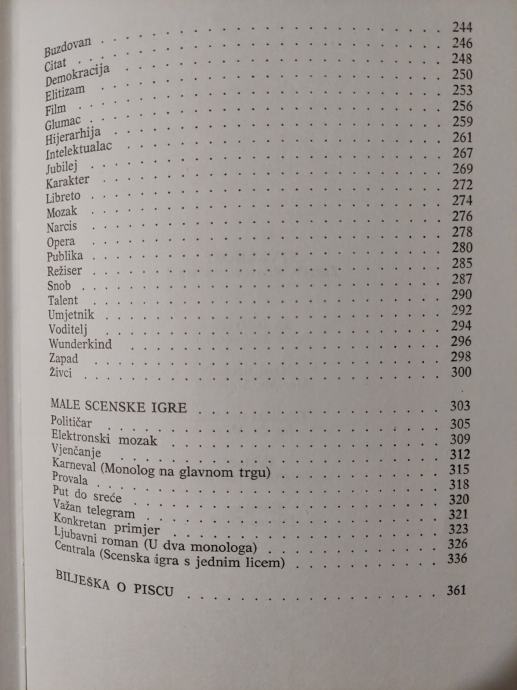 Buzdovan . . . . . . . . . . 244
Citat . . . . . . . . . . 246
Demokracija . . . . . . . . . . 248
Elitizam . . . . . . . . . . 250
Film . . . . . . . . . . 253
Glumac . . . . . . . . . . 256
Hijerarhija . . . . . . . . . . 259
Intelektualac . . . . . . . . . . 261
Jubilej . . . . . . . . . . 267
Karakter . . . . . . . . . . 269
Libreto . . . . . . . . . . 272
Mozak . . . . . . . . . . 274
Narcis . . . . . . . . . . 276
Opera . . . . . . . . . . 278
Publika . . . . . . . . . . 280
Režiser . . . . . . . . . . 285
Snob . . . . . . . . . . 287
Talent . . . . . . . . . . 290
Umjetnik . . . . . . . . . . 292
Voditelj . . . . . . . . . . 294
Wunderkind . . . . . . . . . . 296
Zapad . . . . . . . . . . 298
Živci . . . . . . . . . . 300
MALE SCENSKE IGRE . . . . . . . . . . 303
Političar . . . . . . . . . . 305
Elektronski mozak . . . . . . . . . . 309
Vjenčanje . . . . . . . . . . 312
Karneval (Monolog na glavnom trgu) . . . . . . . . . . 315
Provala . . . . . . . . . . 318
Put do sreće . . . . . . . . . . 320
Važan telegram . . . . . . . . . . 321
Konkretan primjer . . . . . . . . . . 323
Ljubavni roman (U dva monologa) . . . . . . . . . . 326
Centrala (Scenska igra s jednim licem) . . . . . . . . . . 336
BILJEŠKA O PISCU . . . . . . . . . . 361